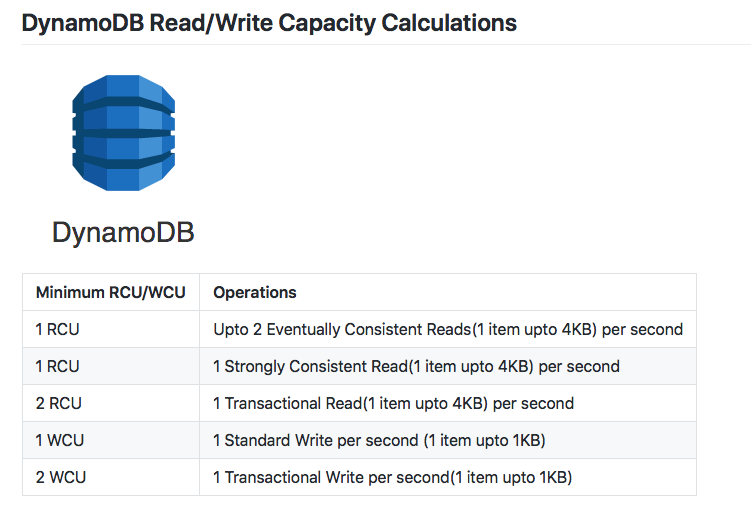 DynamoDB Read/Write Capacity Calculations
DynamoDB
Minimum RCU/WCU Operations
1 RCU Upto 2 Eventually Consistent Reads(1 item upto 4KB) per second
1 RCU 1 Strongly Consistent Read(1 item upto 4KB) per second
2 RCU 1 Transactional Read(1 item upto 4KB) per second
1 WCU 1 Standard Write per second (1 item upto 1KB)
2 WCU 1 Transactional Write per second(1 item upto 1KB)